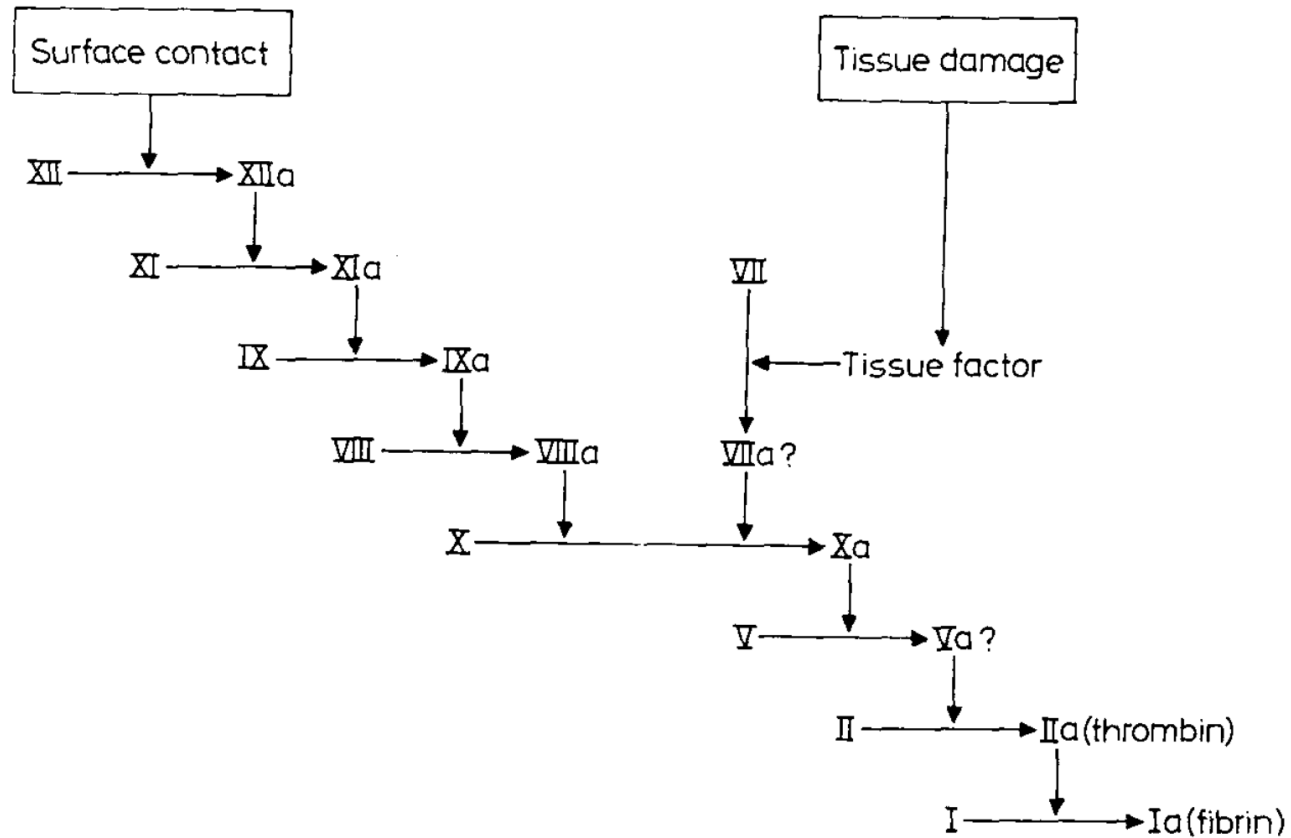 Surface contact
Tissue damage
XII XIIa
XI XIa VII
IX IXa Tissue factor
VIII VIIIa VIIa?
X Xa
V Va?
II IIa (thrombin)
I Ia (fibrin)